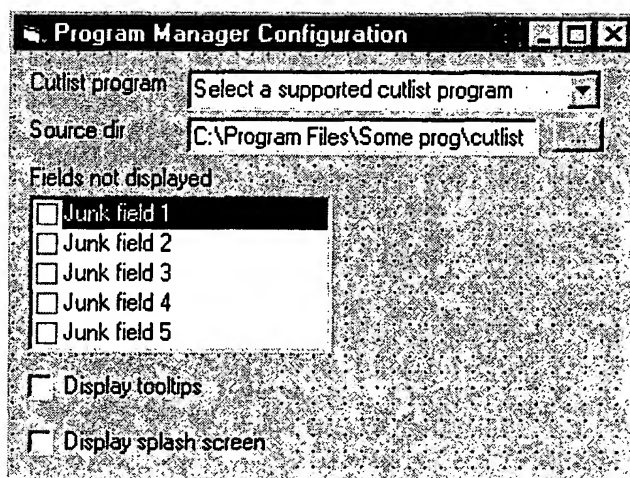 Program Manager Configuration
Cutlist program Select a supported cutlist program
Source dir C:\Program Files\Some prog\cutlist
Fields not displayed
Junk field 1
Junk field 2
Junk field 3
Junk field 4
Junk field 5
Display tooltips
Display splash screen